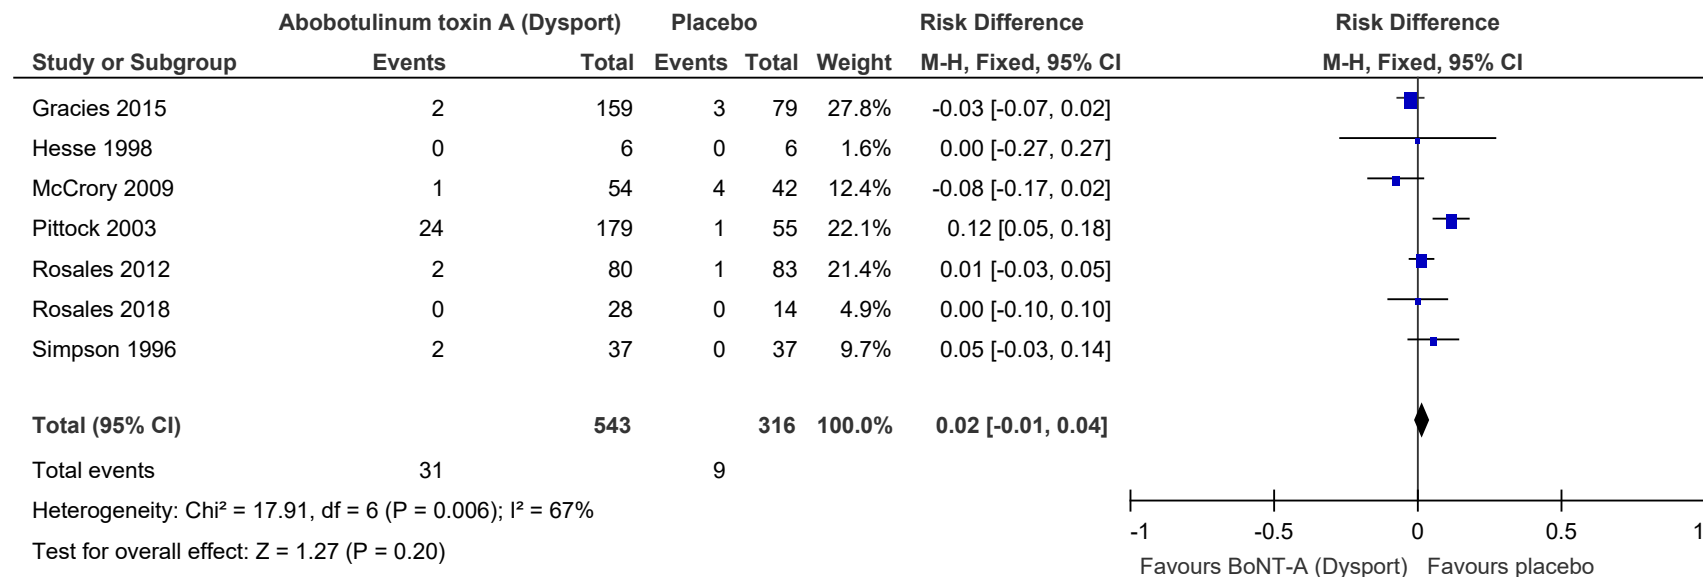 Abobotulinum toxin A (Dysport) Placebo Risk Difference Risk Difference
Study or Subgroup Events Total Events Total Weight M-H, Fixed, 95% CI M-H, Fixed, 95% CI
Gracies 2015 2 159 3 79 27.8% -0.03 [-0.07, 0.02]
Hesse 1998 0 6 0 6 1.6% 0.00 [-0.27, 0.27]
McCrory 2009 1 54 4 42 12.4% -0.08 [-0.17, 0.02]
Pittock 2003 24 179 1 55 22.1% 0.12 [0.05, 0.18]
Rosales 2012 2 80 1 83 21.4% 0.01 [-0.03, 0.05]
Rosales 2018 0 28 0 14 4.9% 0.00 [-0.10, 0.10]
Simpson 1996 2 37 0 37 9.7% 0.05 [-0.03, 0.14]
Total (95% CI) 543 316 100.0% 0.02 [-0.01, 0.04]
Total events 31 9
Heterogeneity: Chi² = 17.91, df = 6 (P = 0.006); I² = 67%
Test for overall effect: Z = 1.27 (P = 0.20)
-1 -0.5 0 0.5 1
Favours BoNT-A (Dysport) Favours placebo